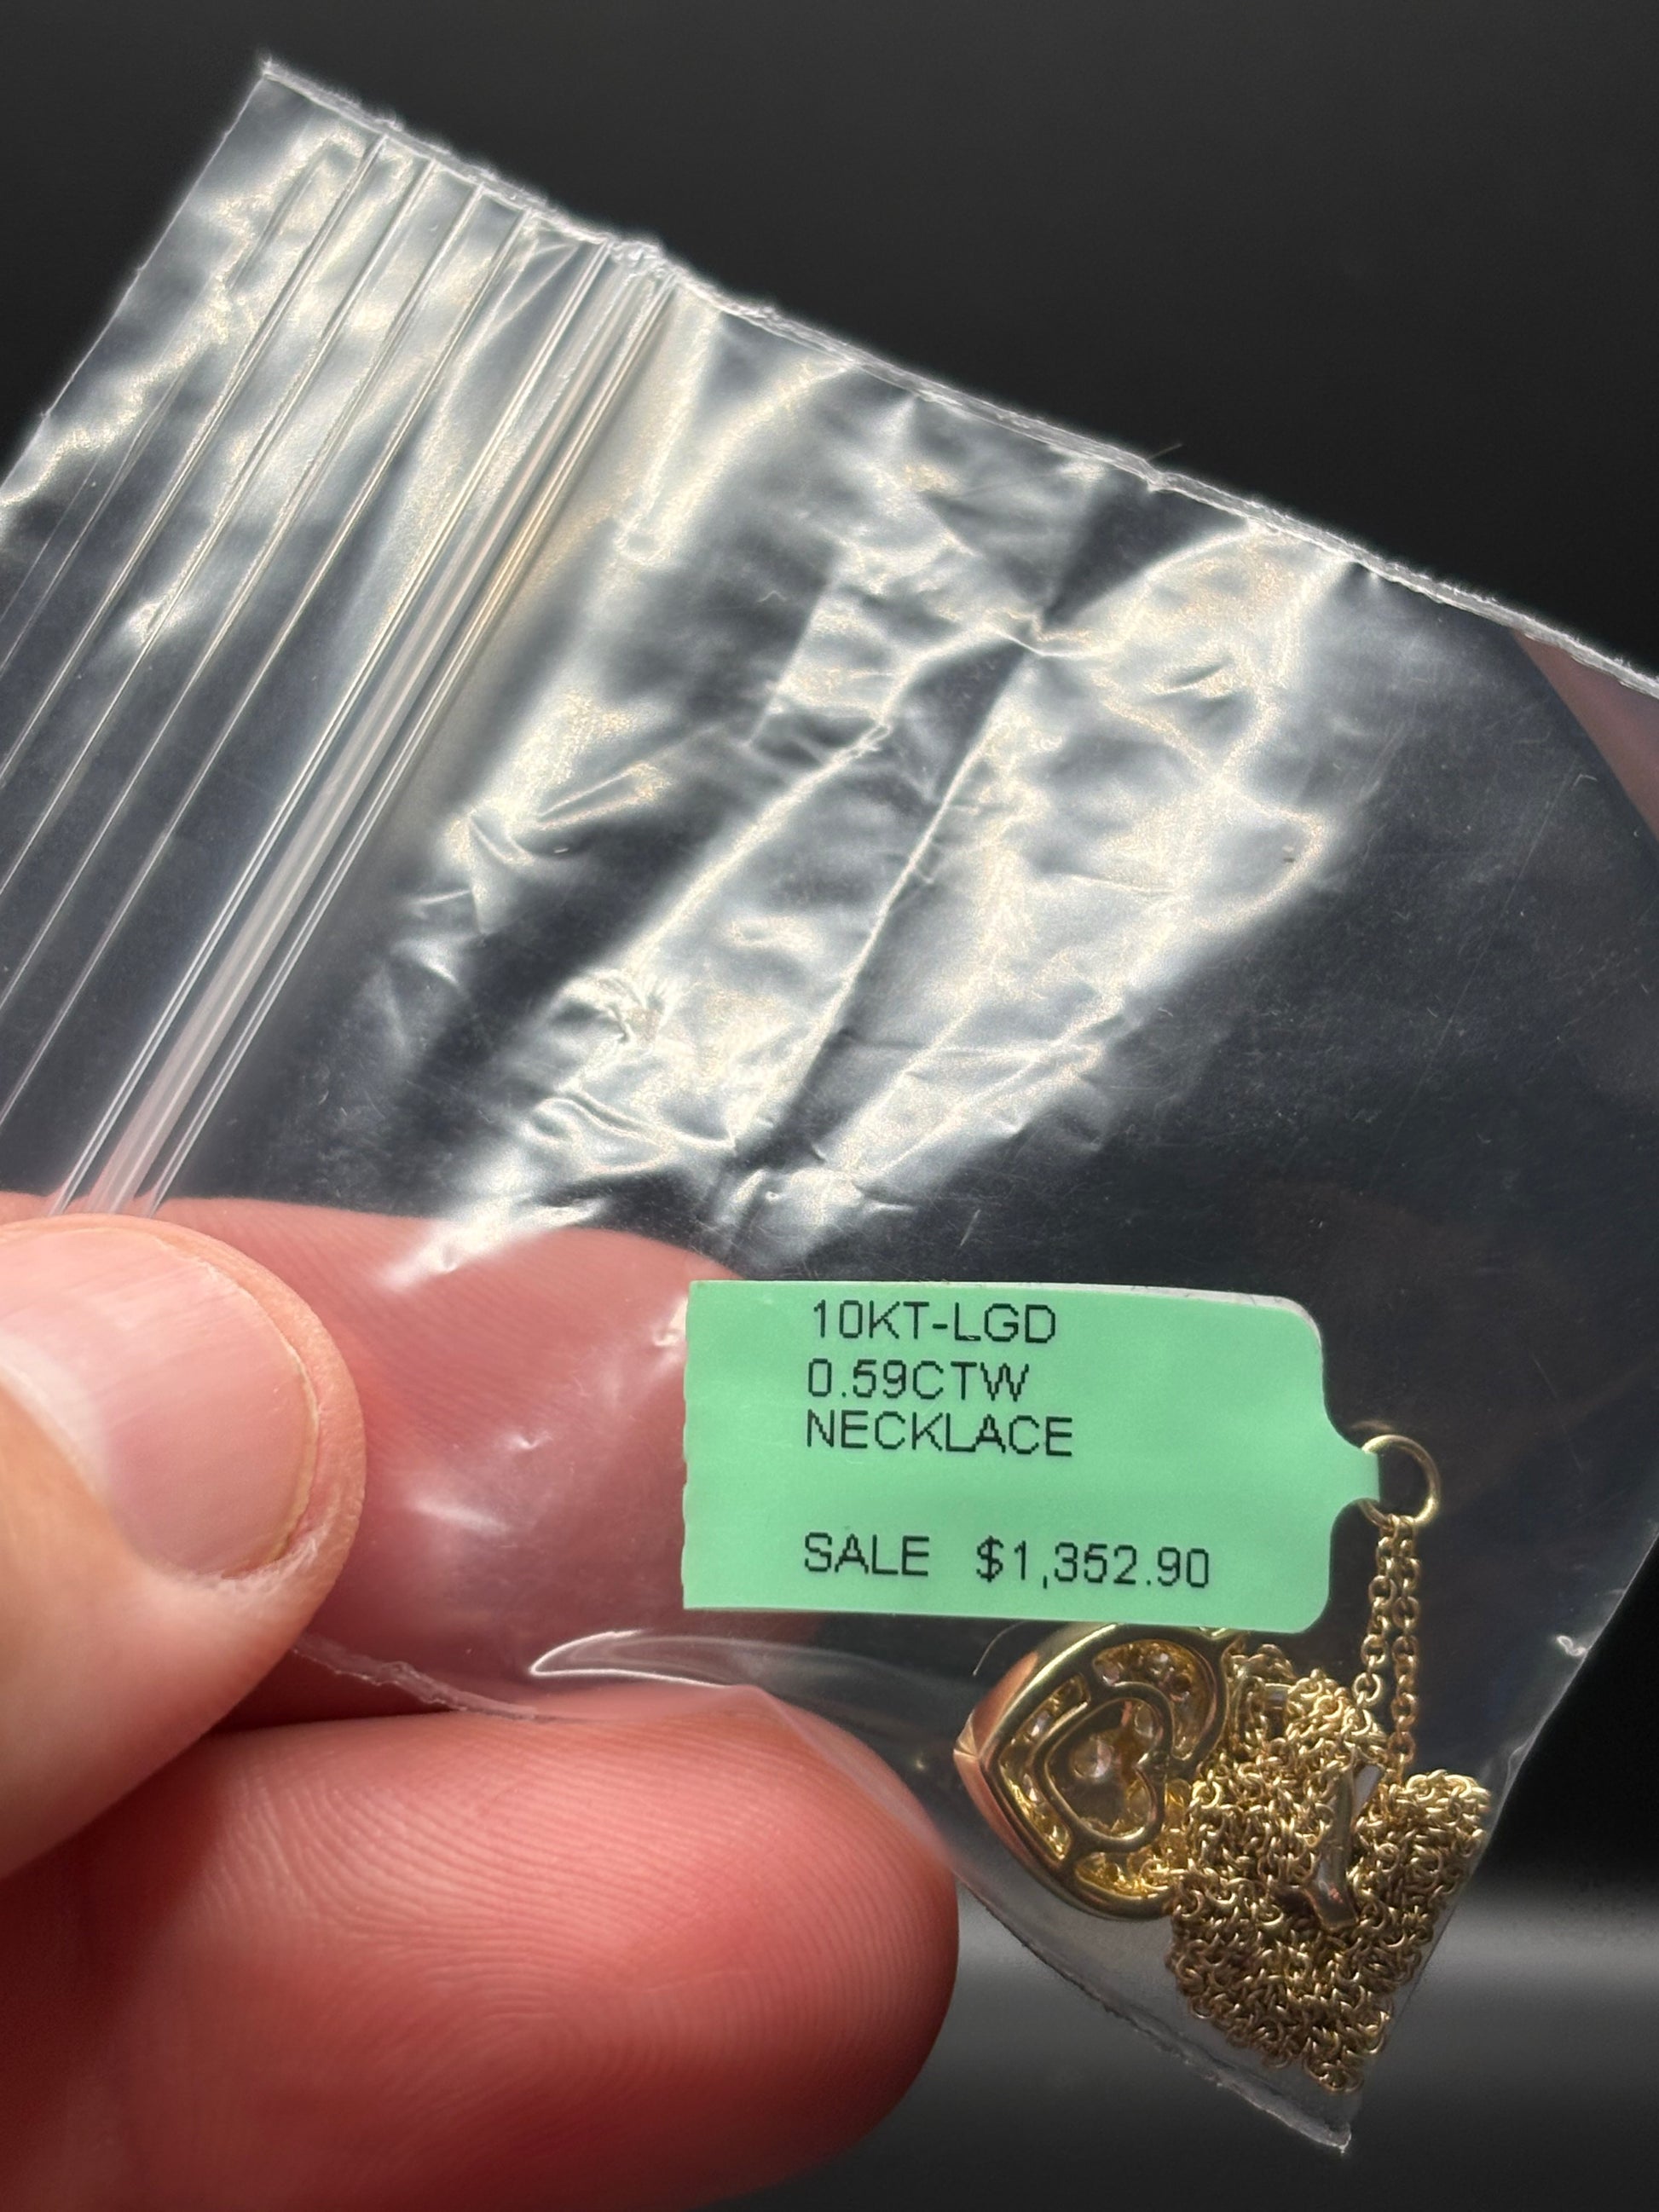 10KT-LGD
0.59CTW
NECKLACE
SALE $1,352.90